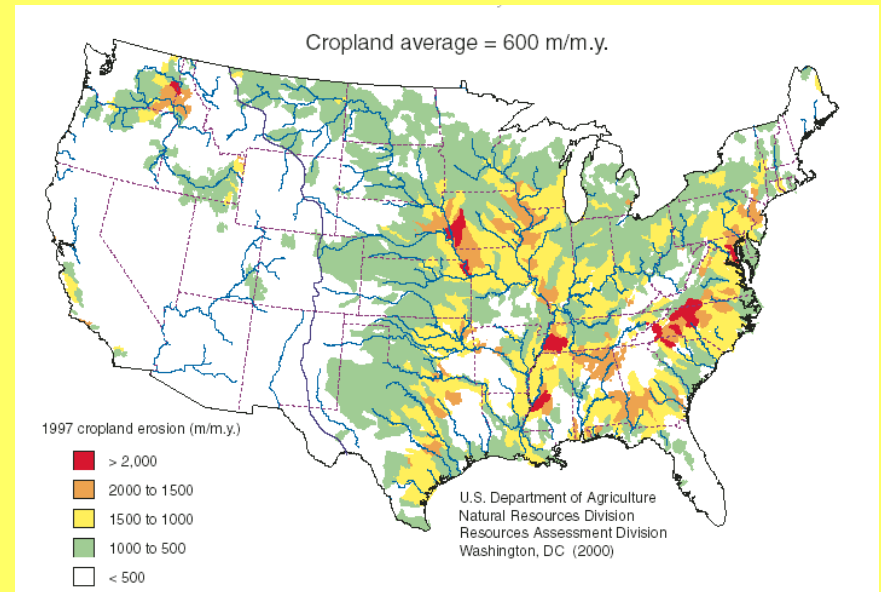 Cropland average = 600 m/m.y.
1997 cropland erosion (m/m.y.)
> 2,000
2000 to 1500
1500 to 1000
1000 to 500
< 500
U.S. Department of Agriculture
Natural Resources Division
Resources Assessment Division
Washington, DC (2000)